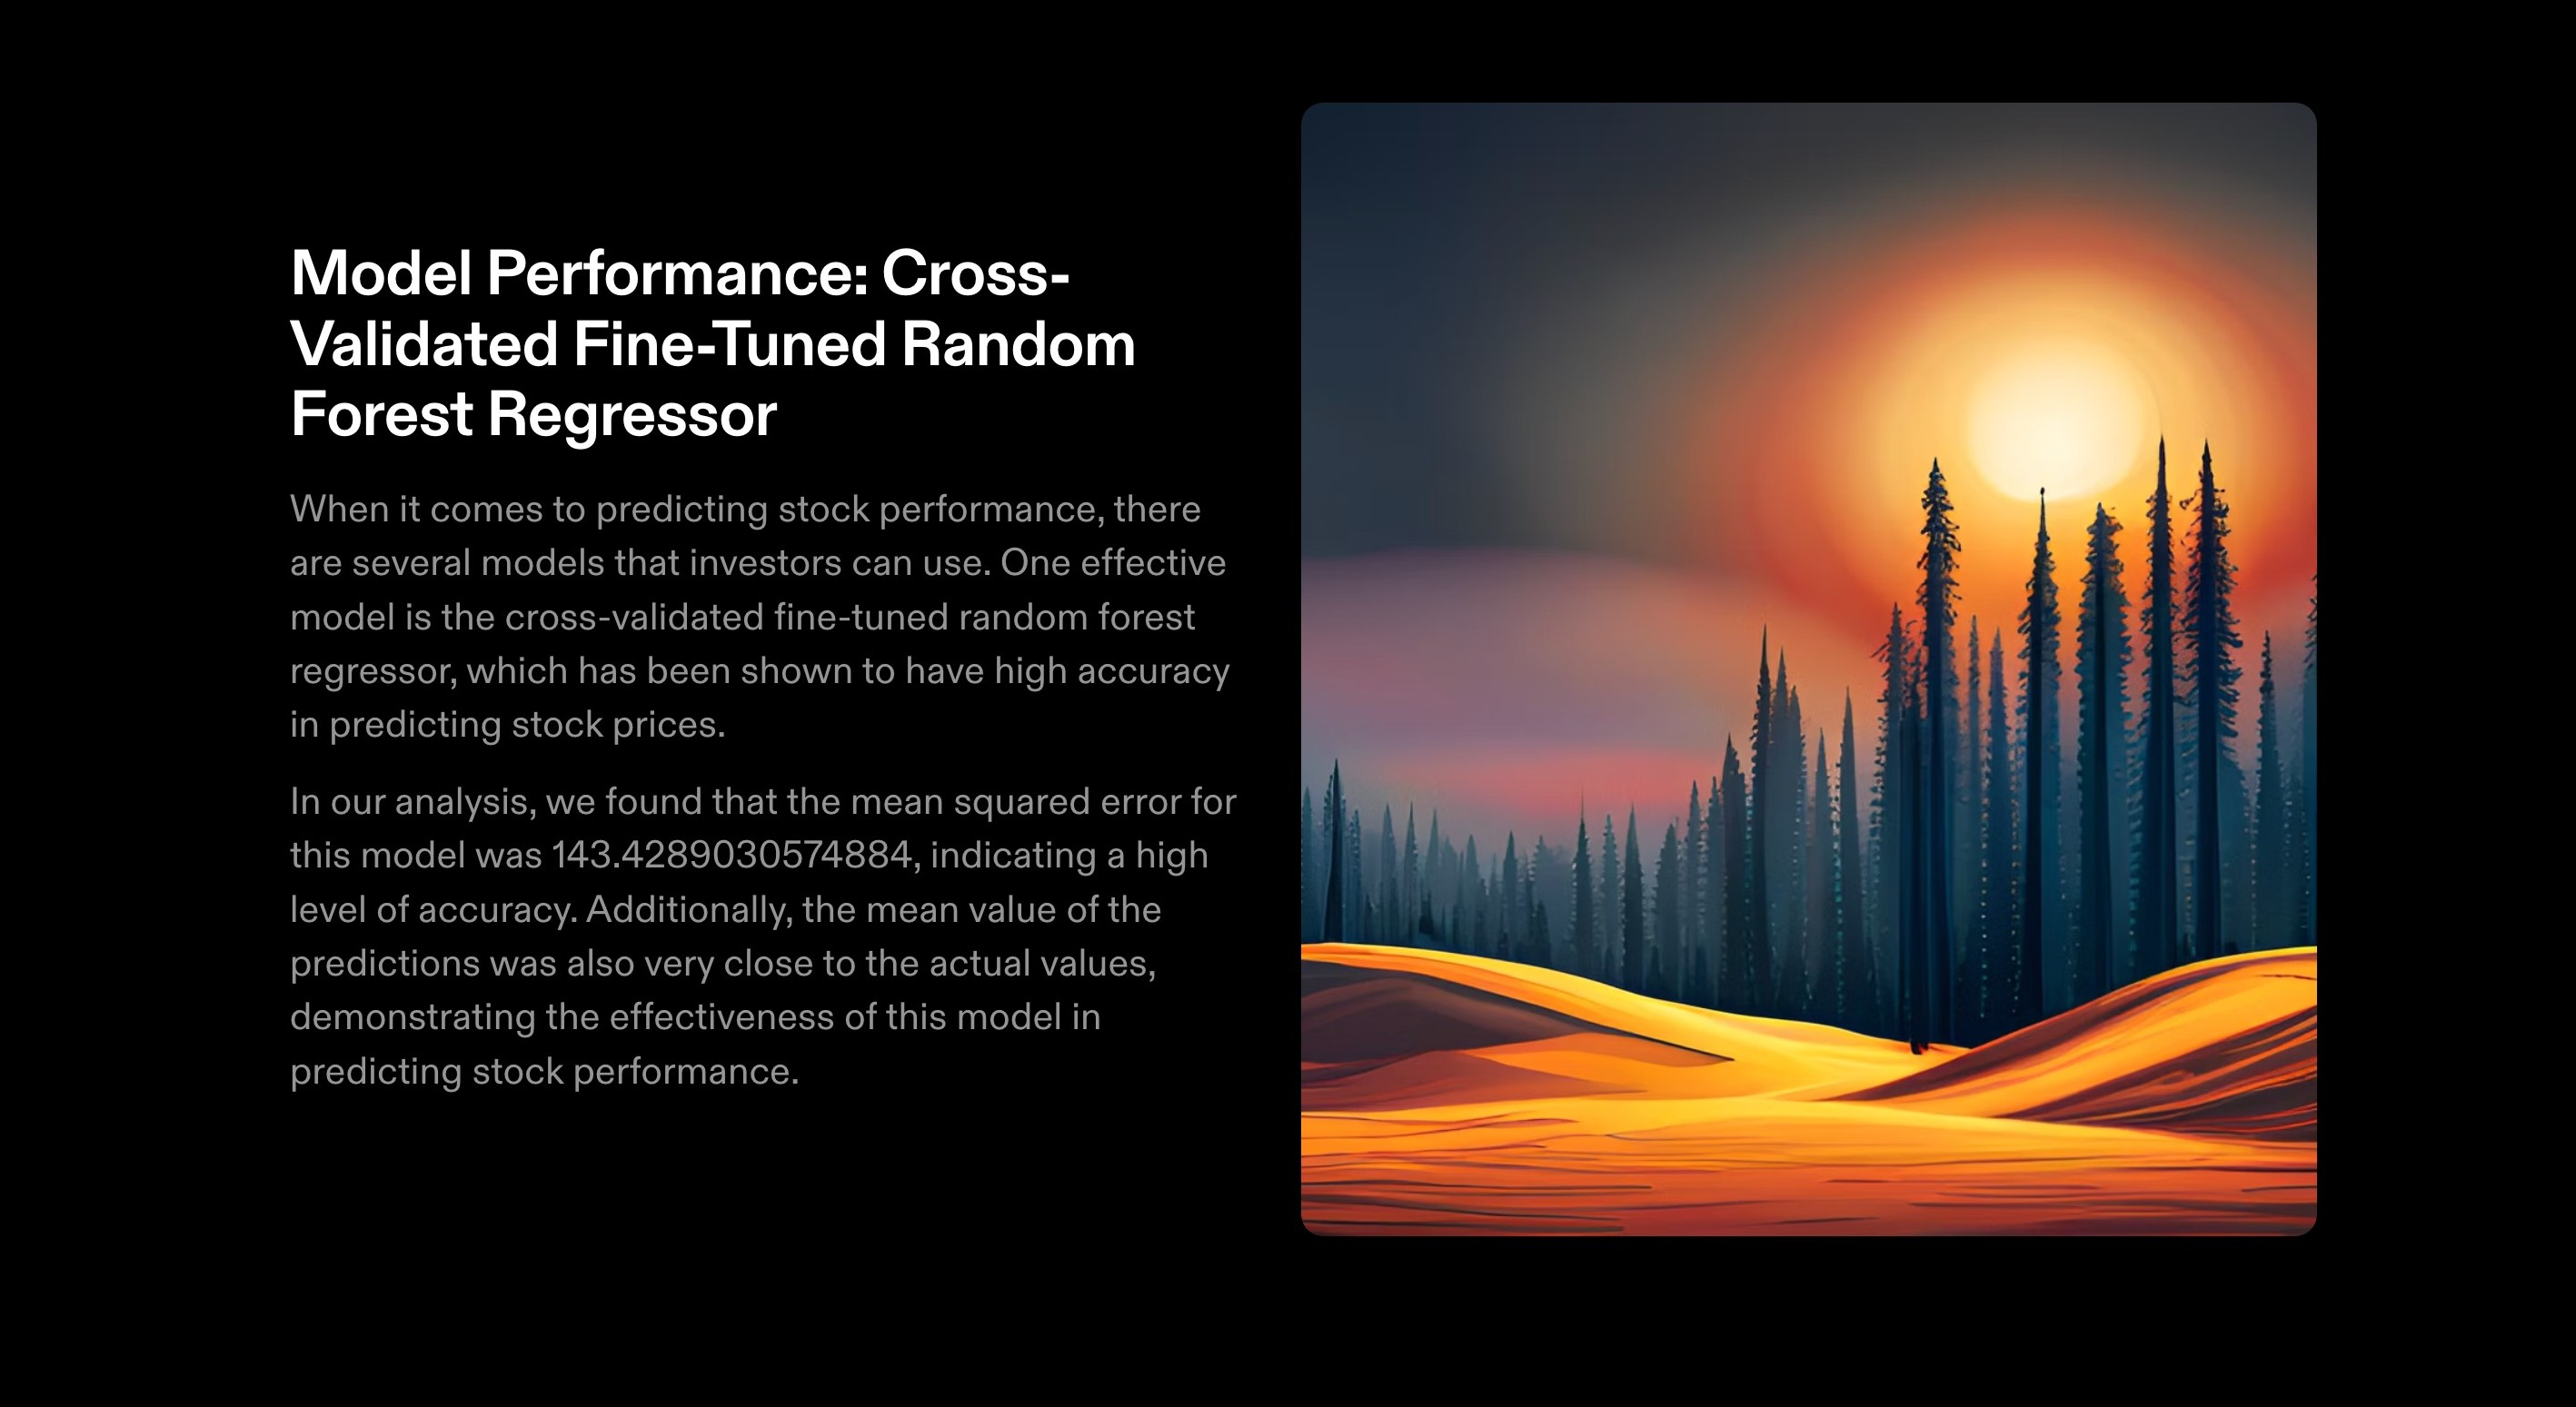 Model Performance: Cross-
Validated Fine-Tuned Random
Forest Regressor
When it comes to predicting stock performance, there
are several models that investors can use. One effective
model is the cross-validated fine-tuned random forest
regressor, which has been shown to have high accuracy
in predicting stock prices.
In our analysis, we found that the mean squared error for
this model was 143.4289030574884, indicating a high
level of accuracy. Additionally, the mean value of the
predictions was also very close to the actual values,
demonstrating the effectiveness of this model in
predicting stock performance.